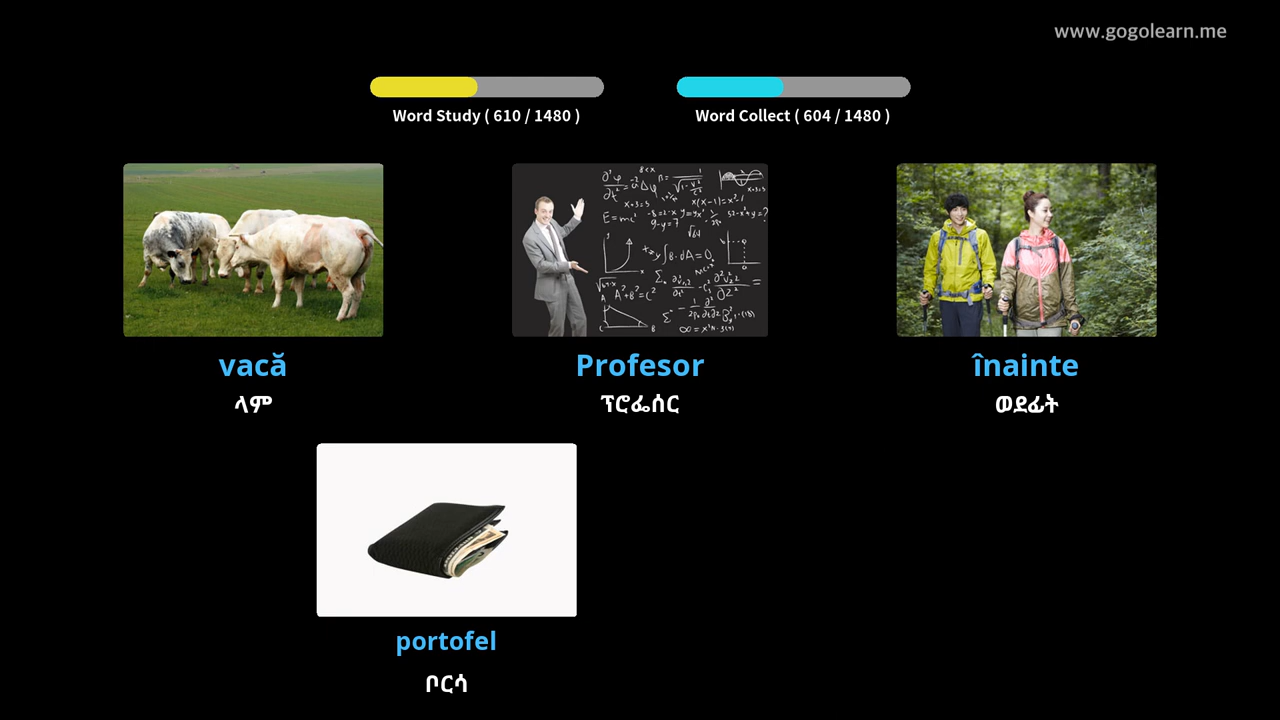 www.gogolearn.me
Word Study ( 610 / 1480 )
Word Collect ( 604 / 1480 )
vacă
Profesor
înainte
ላም
ፕሮፌሰር
ወደፊት
portofel
ቦርሳ